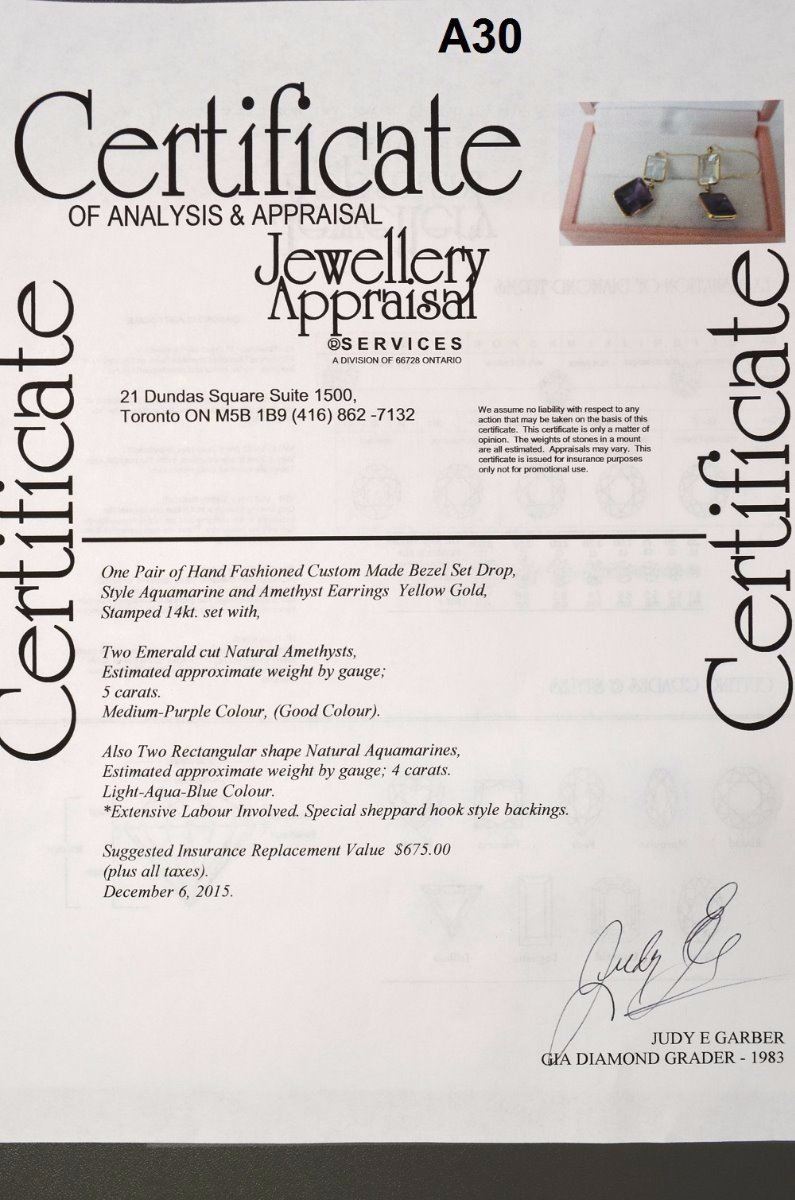 A30
Certificate
OF ANALYSIS & APPRAISAL
Jewellery
Appraisal
® SERVICES
A DIVISION OF 66728 ONTARIO
Certificate
Certificate
21 Dundas Square Suite 1500,
Toronto ON M5B 1B9 (416) 862 -7132
We assume no liability with respect to any
action that may be taken on the basis of this
certificate. This certificate is only a matter of
opinion. The weights of stones in a mount
are all estimated. Appraisals may vary. This
certificate is issued for insurance purposes
only not for promotional use.
One Pair of Hand Fashioned Custom Made Bezel Set Drop,
Style Aquamarine and Amethyst Earrings Yellow Gold,
Stamped 14kt. set with,
Two Emerald cut Natural Amethysts,
Estimated approximate weight by gauge;
5 carats.
Medium-Purple Colour, (Good Colour).
Also Two Rectangular shape Natural Aquamarines,
Estimated approximate weight by gauge; 4 carats.
Light-Aqua-Blue Colour.
*Extensive Labour Involved. Special sheppard hook style backings.
Suggested Insurance Replacement Value $675.00
(plus all taxes).
December 6, 2015.
Judy
JUDY E GARBER
GIA DIAMOND GRADER - 1983